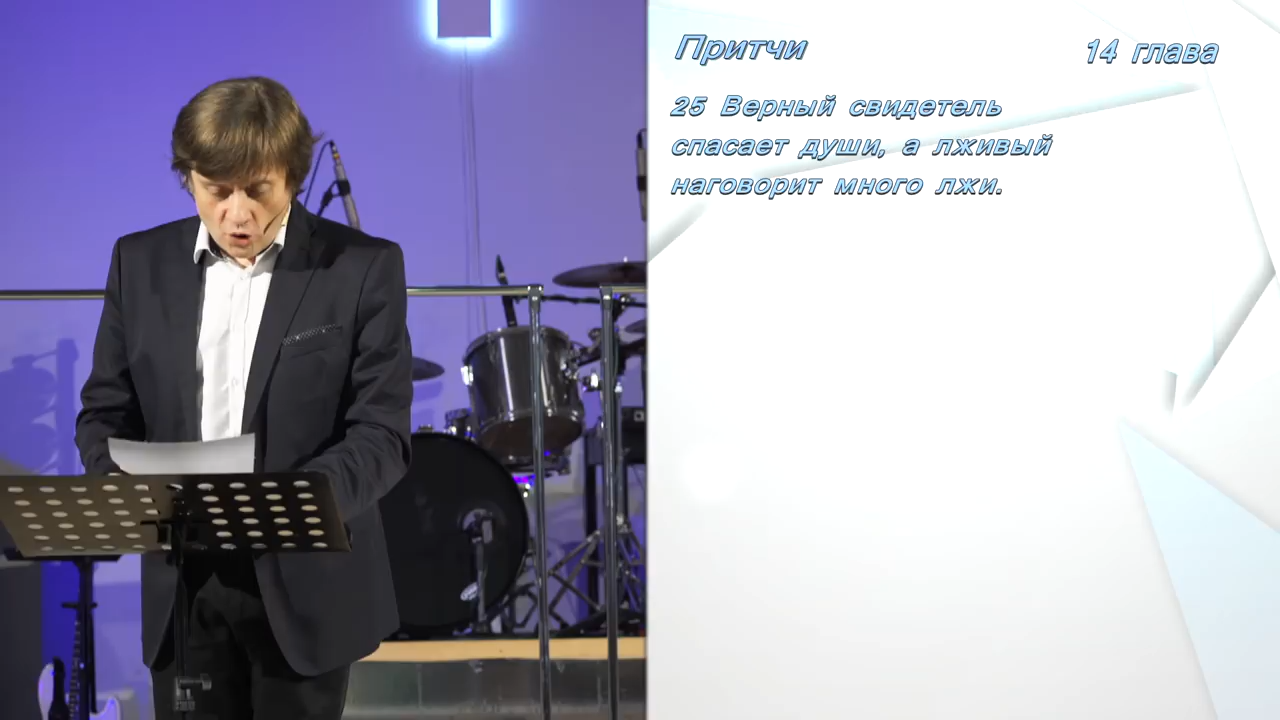 Притчи 14 глава
25 Верный свидетель
спасает души, а лживый
наговорит много лжи.